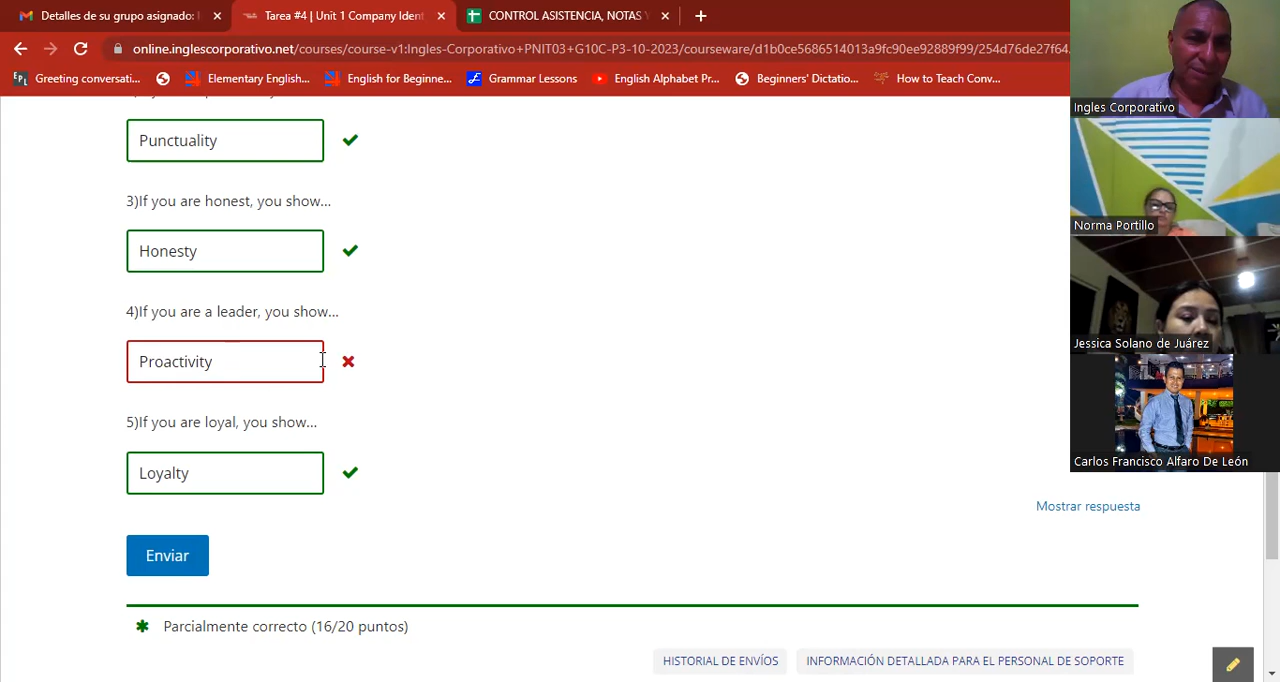 Detalles de su grupo asignado: I
Tarea #4 | Unit 1 Company Ident
CONTROL ASISTENCIA, NOTAS Y
online.inglescorporativo.net/courses/course-v1:Ingles-Corporativo+PNIT03+G10C-P3-10-2023/courseware/d1b0ce5686514013a9fc90ee92889f99/254d76de27f64
Greeting conversati...
Elementary English...
English for Beginne...
Grammar Lessons
English Alphabet Pr...
Beginners' Dictatio...
How to Teach Conv...
Punctuality
3)If you are honest, you show...
Honesty
4)If you are a leader, you show...
Proactivity
5)If you are loyal, you show...
Loyalty
Mostrar respuesta
Enviar
Parcialmente correcto (16/20 puntos)
HISTORIAL DE ENVÍOS
INFORMACIÓN DETALLADA PARA EL PERSONAL DE SOPORTE
Ingles Corporativo
Norma Portillo
Jessica Solano de Juárez
Carlos Francisco Alfaro De León